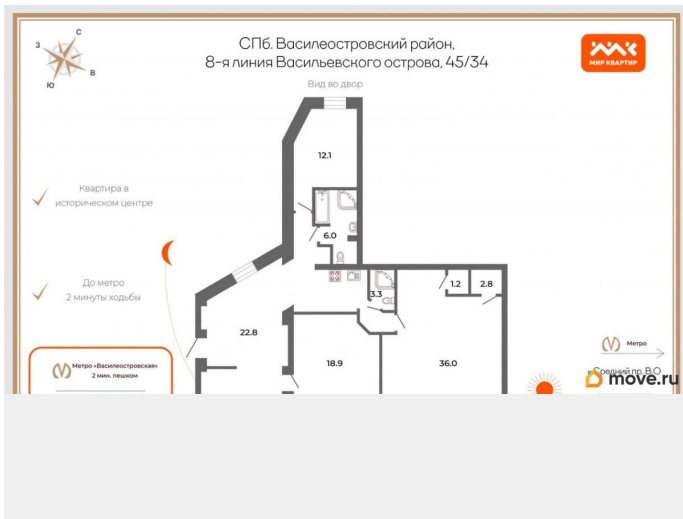 СПб. Василеостровский район,
8-я линия Васильевского острова, 45/34
МИР КВАРТИР
С
З
В
Ю
Вид во двор
12.1
Квартира в
историческом центре
6.0
До метро
2 минуты ходьбы
3.3
1.2
2.8
22.8
18.9
36.0
Метро
Метро «Василеостровская»
2 мин. пешком
Средний пр. В.О
move.ru